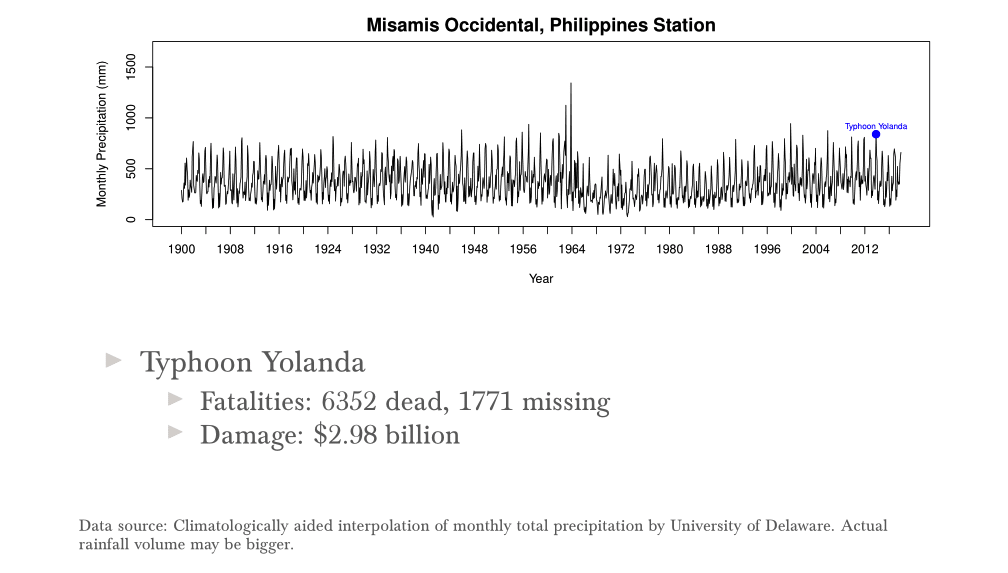 Misamis Occidental, Philippines Station
Monthly Precipitation (mm)
1500
1000
500
0
Typhoon Yolanda
1900 1908 1916 1924 1932 1940 1948 1956 1964 1972 1980 1988 1996 2004 2012
Year
Typhoon Yolanda
Fatalities: 6352 dead, 1771 missing
Damage: $2.98 billion
Data source: Climatologically aided interpolation of monthly total precipitation by University of Delaware. Actual
rainfall volume may be bigger.